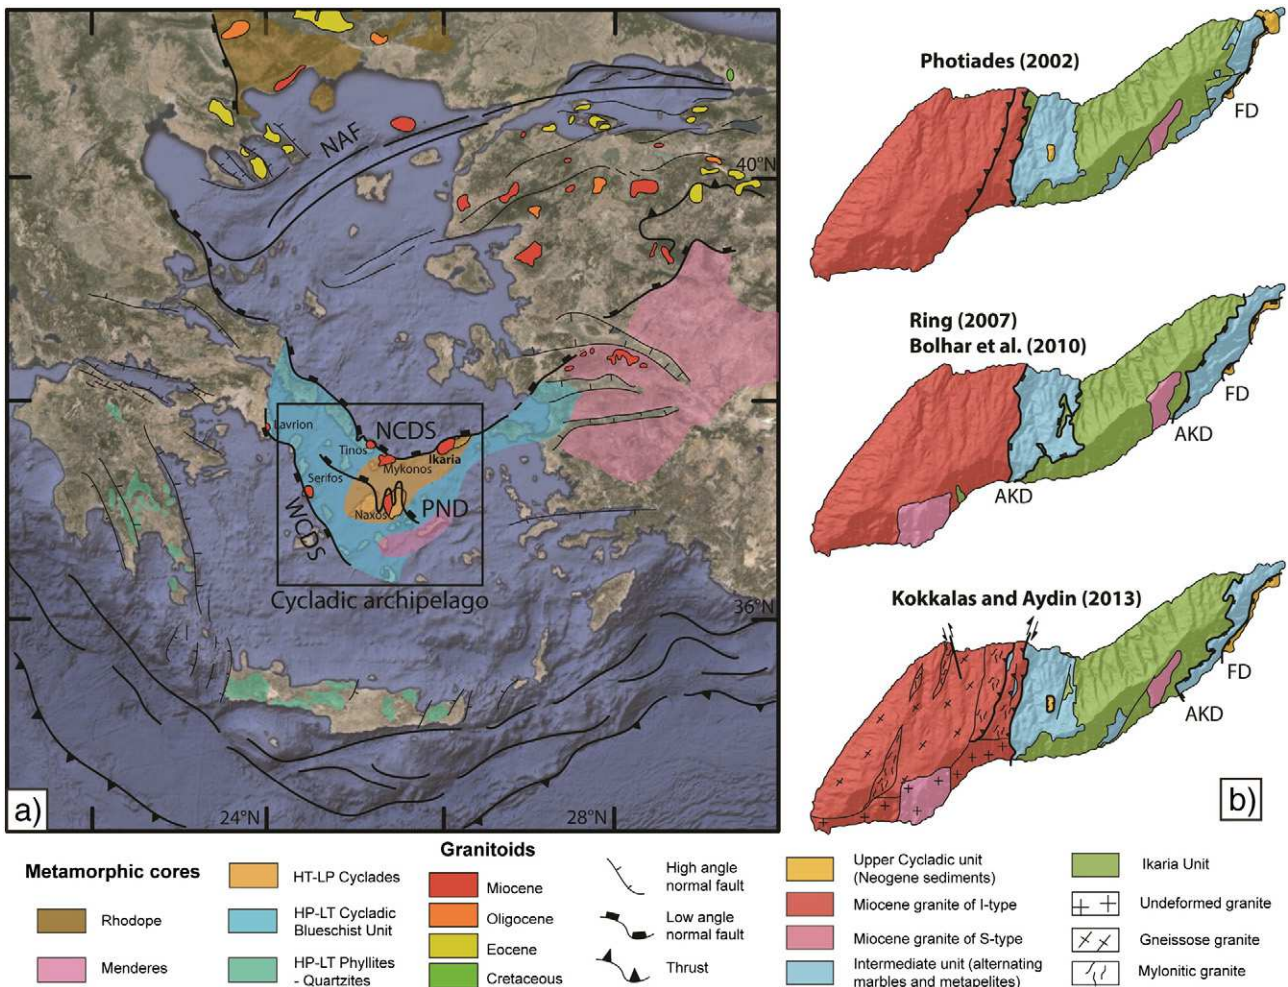 NAF
40°N
Lavrion
Tinos
NCDS
Mykonos
Ikaria
Serifos
WCDS
Naxos
PND
Cycladic archipelago
36°N
24°N
28°N
a)
Photiades (2002)
FD
Ring (2007)
Bolhar et al. (2010)
FD
AKD
AKD
Kokkalas and Aydin (2013)
FD
AKD
b)
Metamorphic cores
Rhodope
Menderes
HT-LP Cyclades
HP-LT Cycladic
Blueschist Unit
HP-LT Phyllites
- Quartzites
Granitoids
Miocene
Oligocene
Eocene
Cretaceous
High angle
normal fault
Low angle
normal fault
Thrust
Upper Cycladic unit
(Neogene sediments)
Miocene granite of I-type
Miocene granite of S-type
Intermediate unit (alternating
marbles and metapelites)
Ikaria Unit
Undeformed granite
Gneissose granite
Mylonitic granite